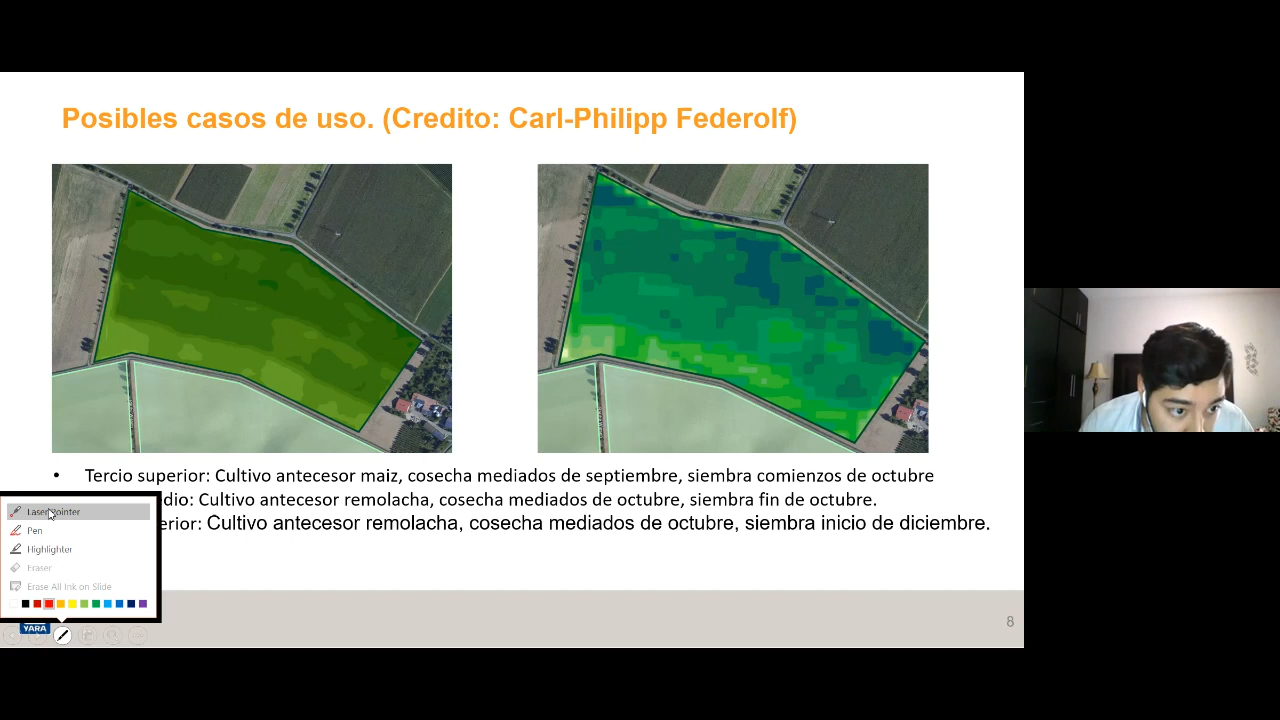 Posibles casos de uso. (Credito: Carl-Philipp Federolf)
• Tercio superior: Cultivo antecesor maiz, cosecha mediados de septiembre, siembra comienzos de octubre
dio: Cultivo antecesor remolacha, cosecha mediados de octubre, siembra fin de octubre.
erior: Cultivo antecesor remolacha, cosecha mediados de octubre, siembra inicio de diciembre.
Laser Pointer
Pen
Highlighter
Eraser
Erase All Ink on Slide
YARA
8